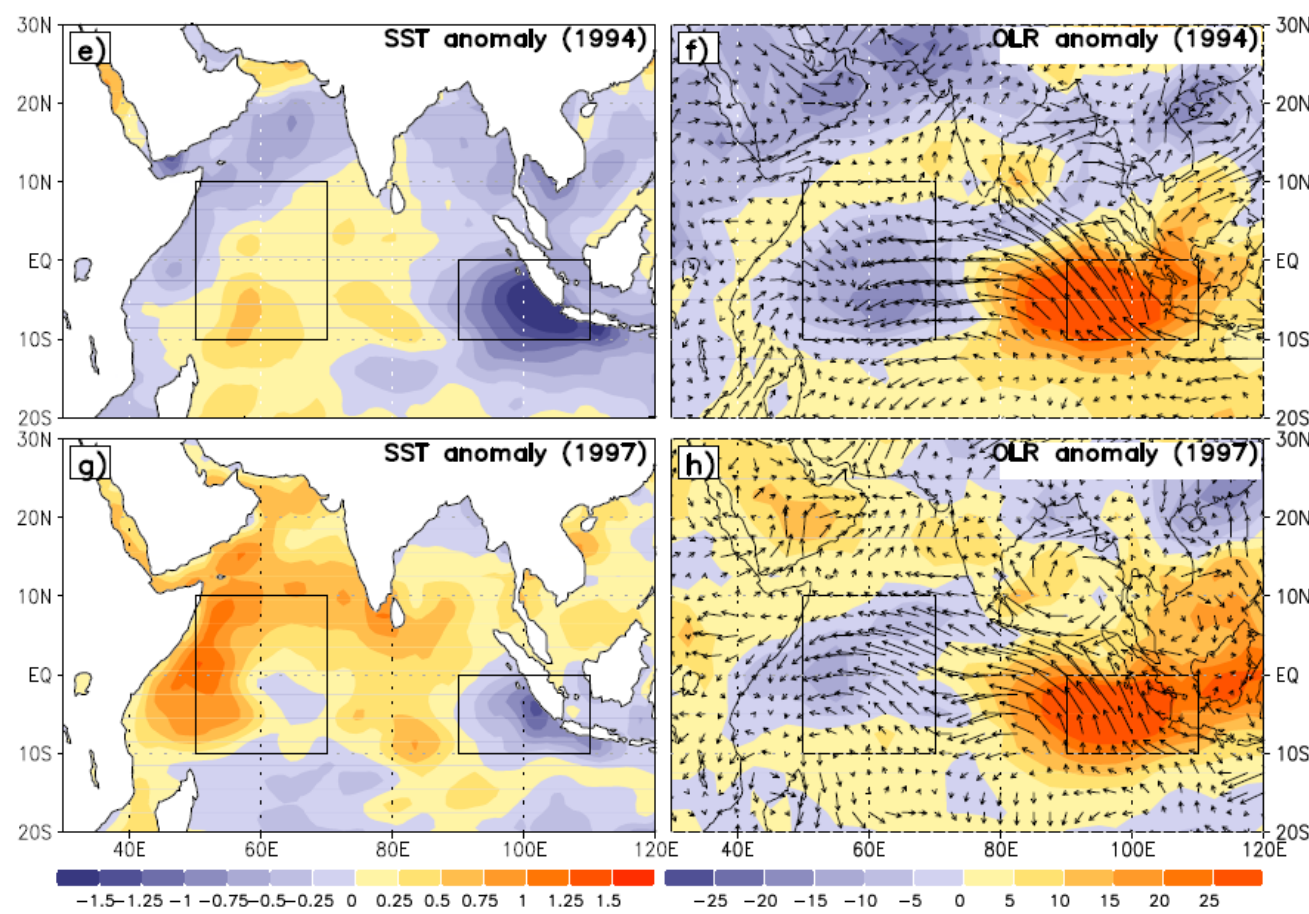 e) SST anomaly (1994)
f) OLR anomaly (1994)
30N 30N
20N 20N
10N 10N
EQ EQ
10S 10S
20S 20S
g) SST anomaly (1997)
h) OLR anomaly (1997)
30N 30N
20N 20N
10N 10N
EQ EQ
10S 10S
20S 20S
40E 60E 80E 100E 120E 40E 60E 80E 100E 120E
−1.5 −1.25 −1 −0.75 −0.5 −0.25 0 0.25 0.5 0.75 1 1.25 1.5
−25 −20 −15 −10 −5 0 5 10 15 20 25